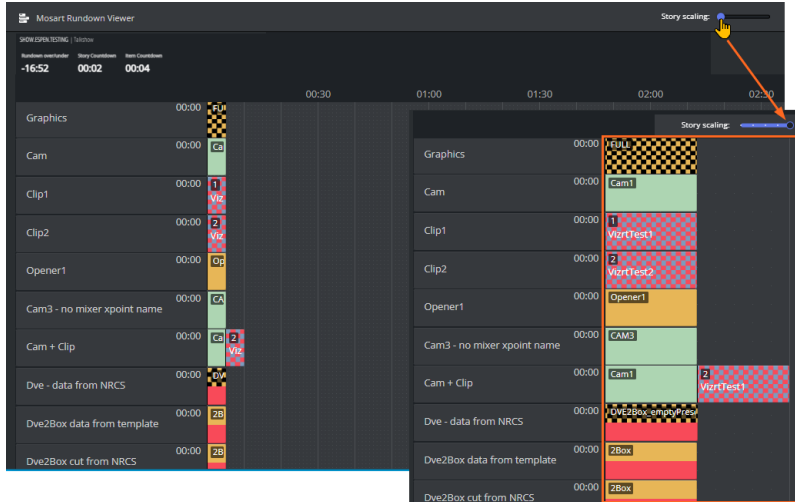 Mosart Rundown Viewer
Story scaling:
SHOW.ESPEN.TESTING | Talkshow
Rundown over/under Story Countdown Item Countdown
-16:52 00:02 00:04
00:30 01:00 01:30 02:00 02:30
Graphics 00:00 FU
Cam 00:00 Ca
Clip1 00:00 1
Viz
Clip2 00:00 2
Viz
Opener1 00:00 Op
Cam3 - no mixer xpoint name 00:00 CA
Cam + Clip 00:00 Ca 2
Viz
Dve - data from NRCS 00:00 DV
Dve2Box data from template 00:00 2B
Dve2Box cut from NRCS 00:00 2B
Story scaling:
Graphics 00:00 FULL
Cam 00:00 Cam1
Clip1 00:00 1
VizrtTest1
Clip2 00:00 2
VizrtTest2
Opener1 00:00 Opener1
Cam3 - no mixer xpoint name 00:00 CAM3
Cam + Clip 00:00 Cam1 2
VizrtTest1
Dve - data from NRCS 00:00 DVE2Box_emptyPres
Dve2Box data from template 00:00 2Box
Dve2Box cut from NRCS 00:00 2Box